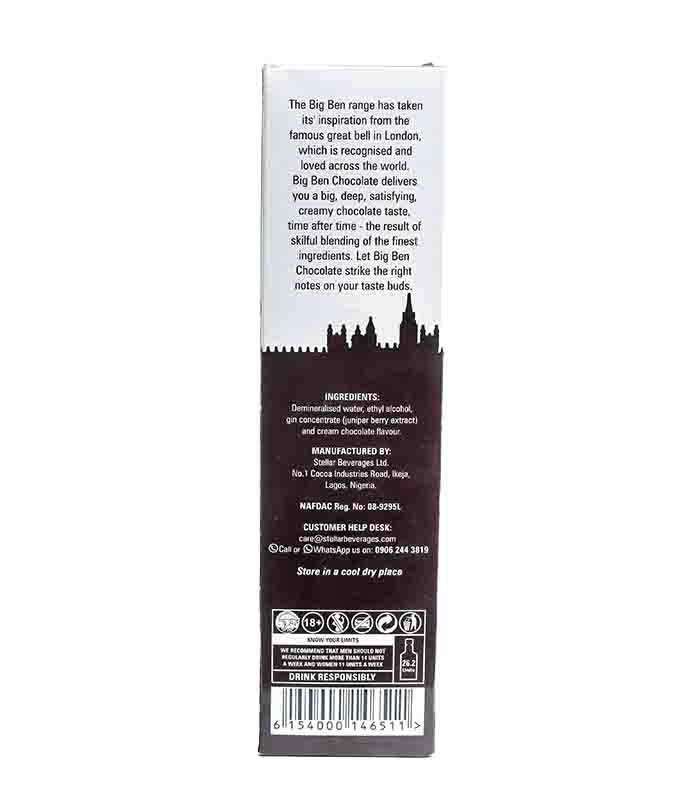 The Big Ben range has taken
its' inspiration from the
famous great bell in London,
which is recognised and
loved across the world.
Big Ben Chocolate delivers
you a big, deep, satisfying,
creamy chocolate taste,
time after time - the result of
skilful blending of the finest
ingredients. Let Big Ben
Chocolate strike the right
notes on your taste buds.
INGREDIENTS:
Demineralised water, ethyl alcohol,
gin concentrate (juniper berry extract)
and cream chocolate flavour.
MANUFACTURED BY:
Stellar Beverages Ltd.
No.1 Cocoa Industries Road, Ikeja,
Lagos, Nigeria.
NAFDAC Reg. No: 08-9295L
CUSTOMER HELP DESK:
care@stellarbeverages.com
Call or WhatsApp us on: 0906 244 3819
Store in a cool dry place
18+
KNOW YOUR LIMITS
WE RECOMMEND THAT MEN SHOULD NOT
REGULARLY DRINK MORE THAN 14 UNITS
A WEEK AND WOMEN 11 UNITS A WEEK
DRINK RESPONSIBLY
26.2
Units
6 154000 146511 >